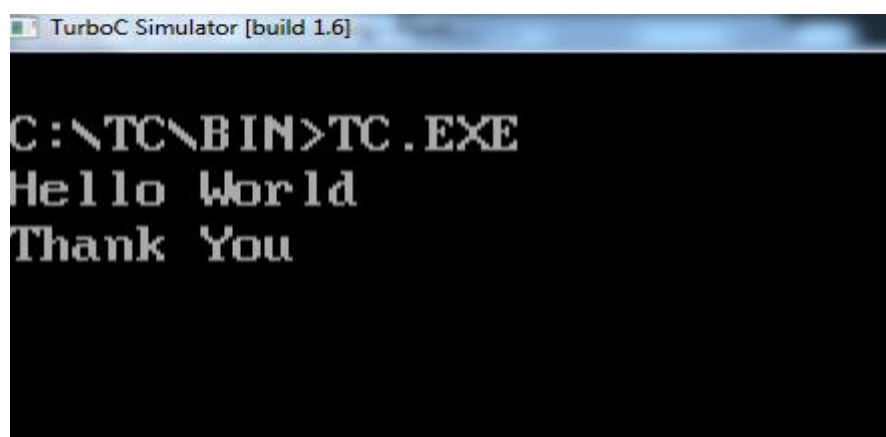 TurboC Simulator [build 1.6]
C:\TC\BIN>TC.EXE
Hello World
Thank You